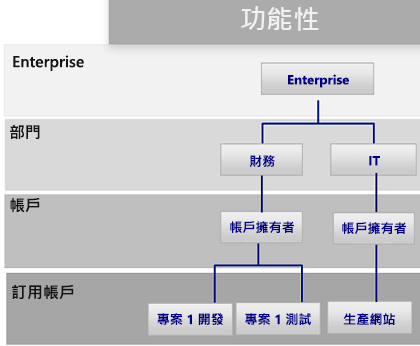 功能性
Enterprise
Enterprise
部門
財務
IT
帳戶
帳戶擁有者
帳戶擁有者
訂用帳戶
專案 1 開發
專案 1 測試
生產網站